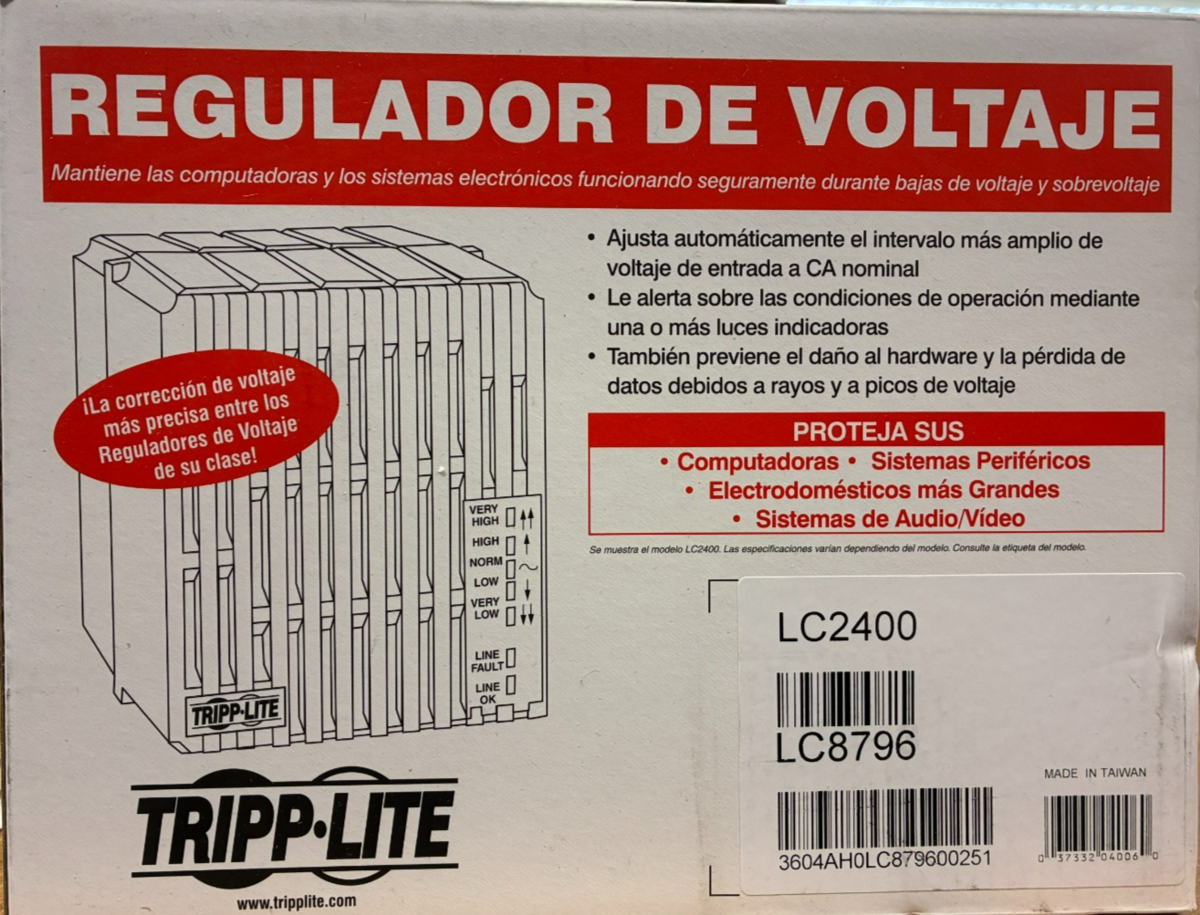 REGULADOR DE VOLTAJE
Mantiene las computadoras y los sistemas electrónicos funcionando seguramente durante bajas de voltaje y sobrevoltaje
• Ajusta automáticamente el intervalo más amplio de
voltaje de entrada a CA nominal
• Le alerta sobre las condiciones de operación mediante
una o más luces indicadoras
• También previene el daño al hardware y la pérdida de
datos debidos a rayos y a picos de voltaje
¡La corrección de voltaje
más precisa entre los
Reguladores de Voltaje
de su clase!
PROTEJA SUS
• Computadoras • Sistemas Periféricos
• Electrodomésticos más Grandes
• Sistemas de Audio/Vídeo
Se muestra el modelo LC2400. Las especificaciones varían dependiendo del modelo. Consulte la etiqueta del modelo.
VERY
HIGH
HIGH
NORM
LOW
VERY
LOW
LINE
FAULT
LINE
OK
TRIPP·LITE
TRIPP·LITE
www.tripplite.com
LC2400
LC8796
MADE IN TAIWAN
3604AH0LC879600251
0 37332 04006 0